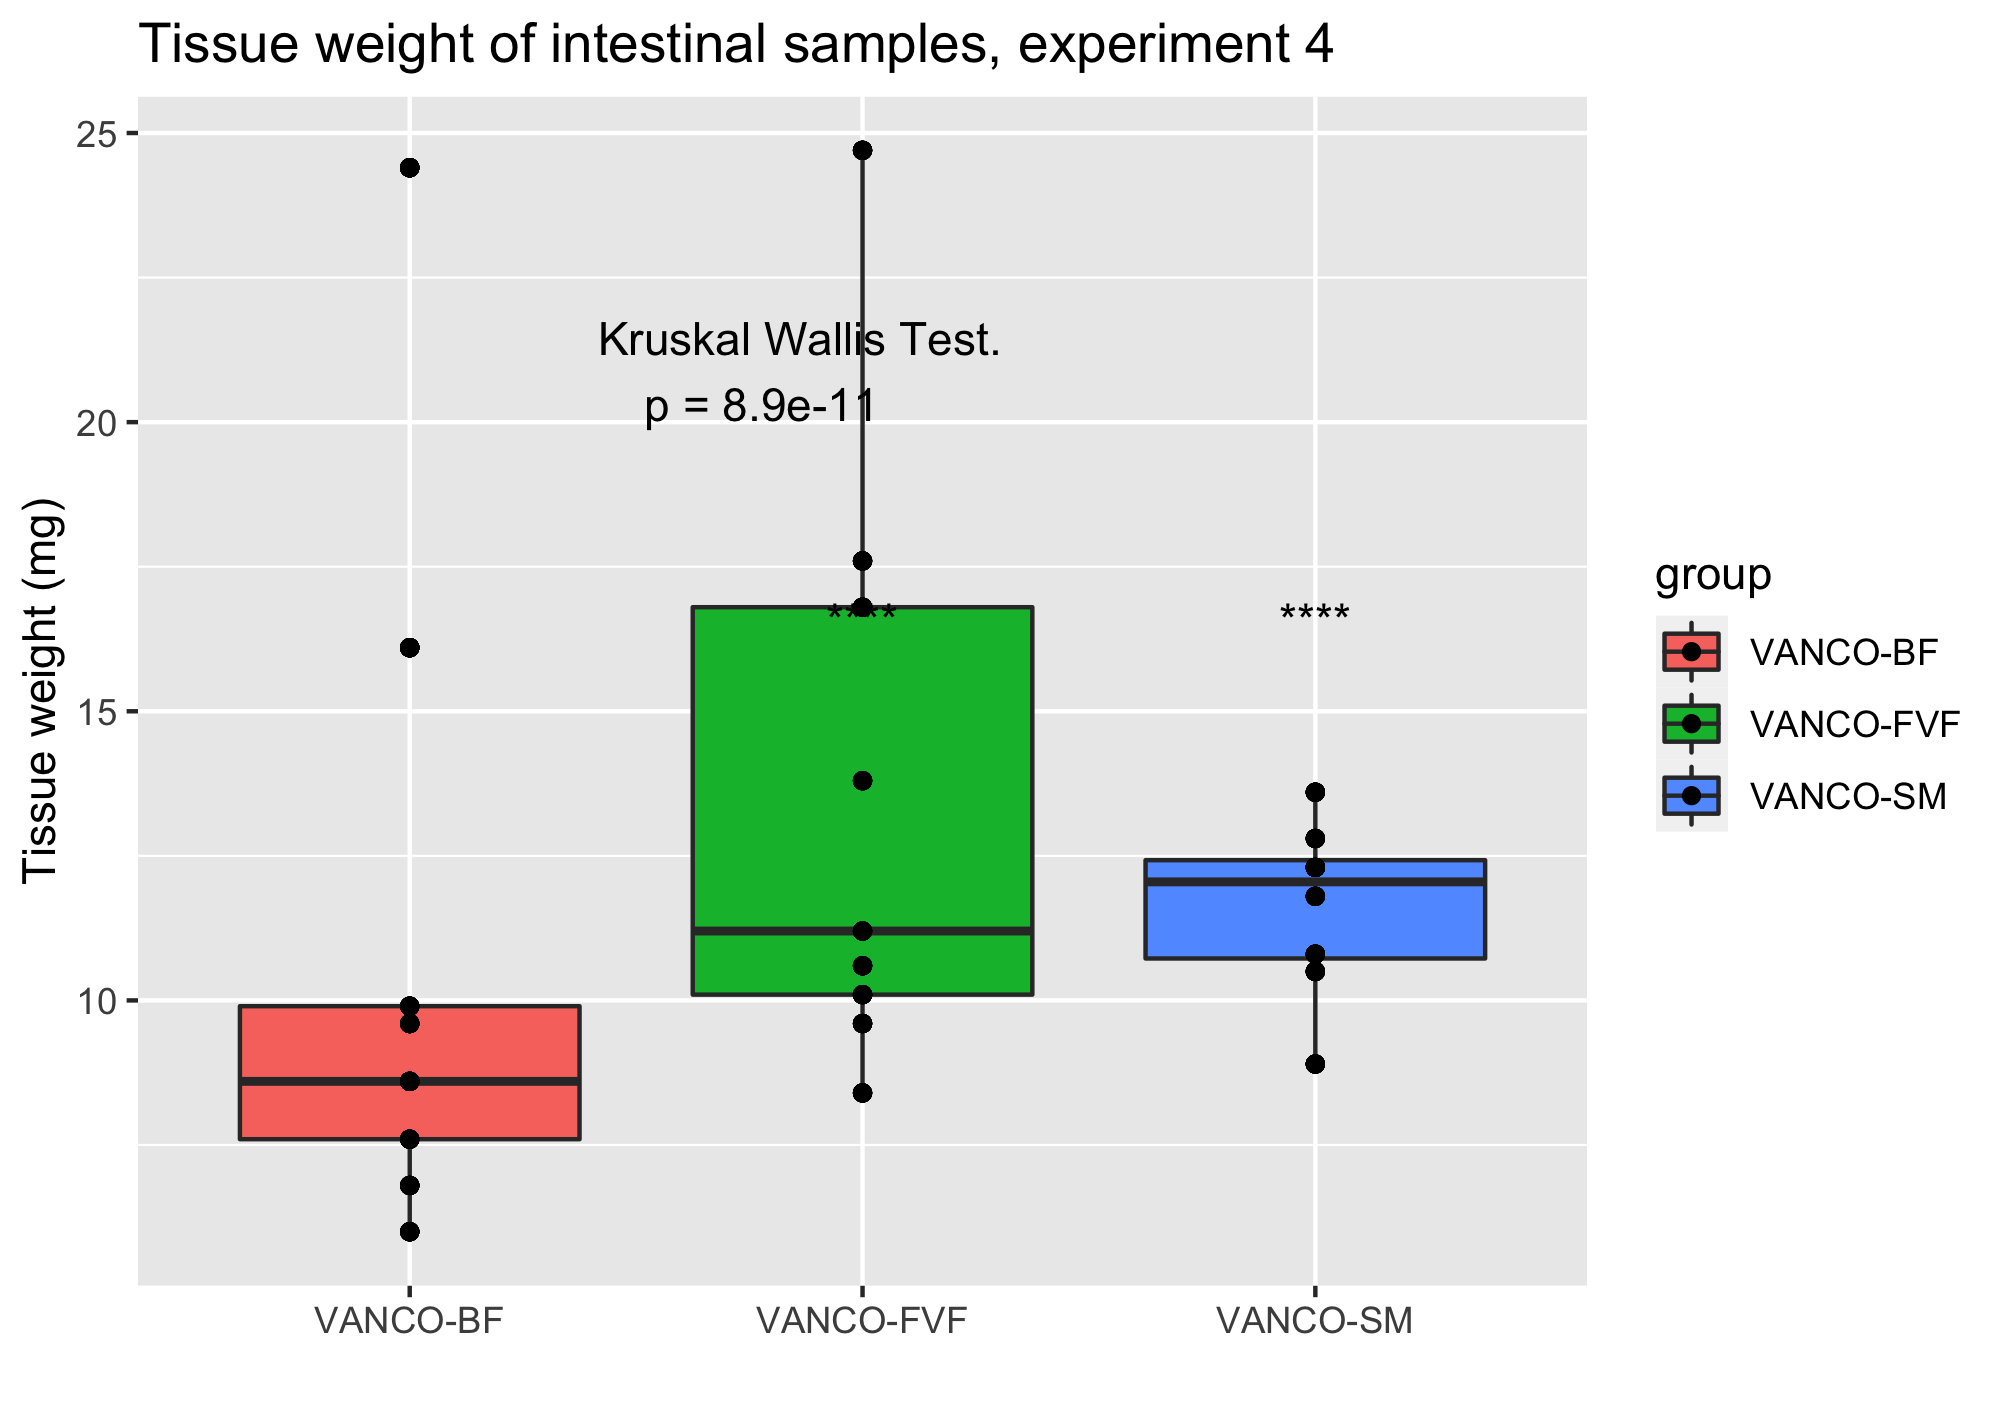 Tissue weight of intestinal samples, experiment 4
Tissue weight (mg)
25
20
15
10
Kruskal Wallis Test.
p = 8.9e-11
****
****
VANCO-BF
VANCO-FVF
VANCO-SM
group
VANCO-BF
VANCO-FVF
VANCO-SM